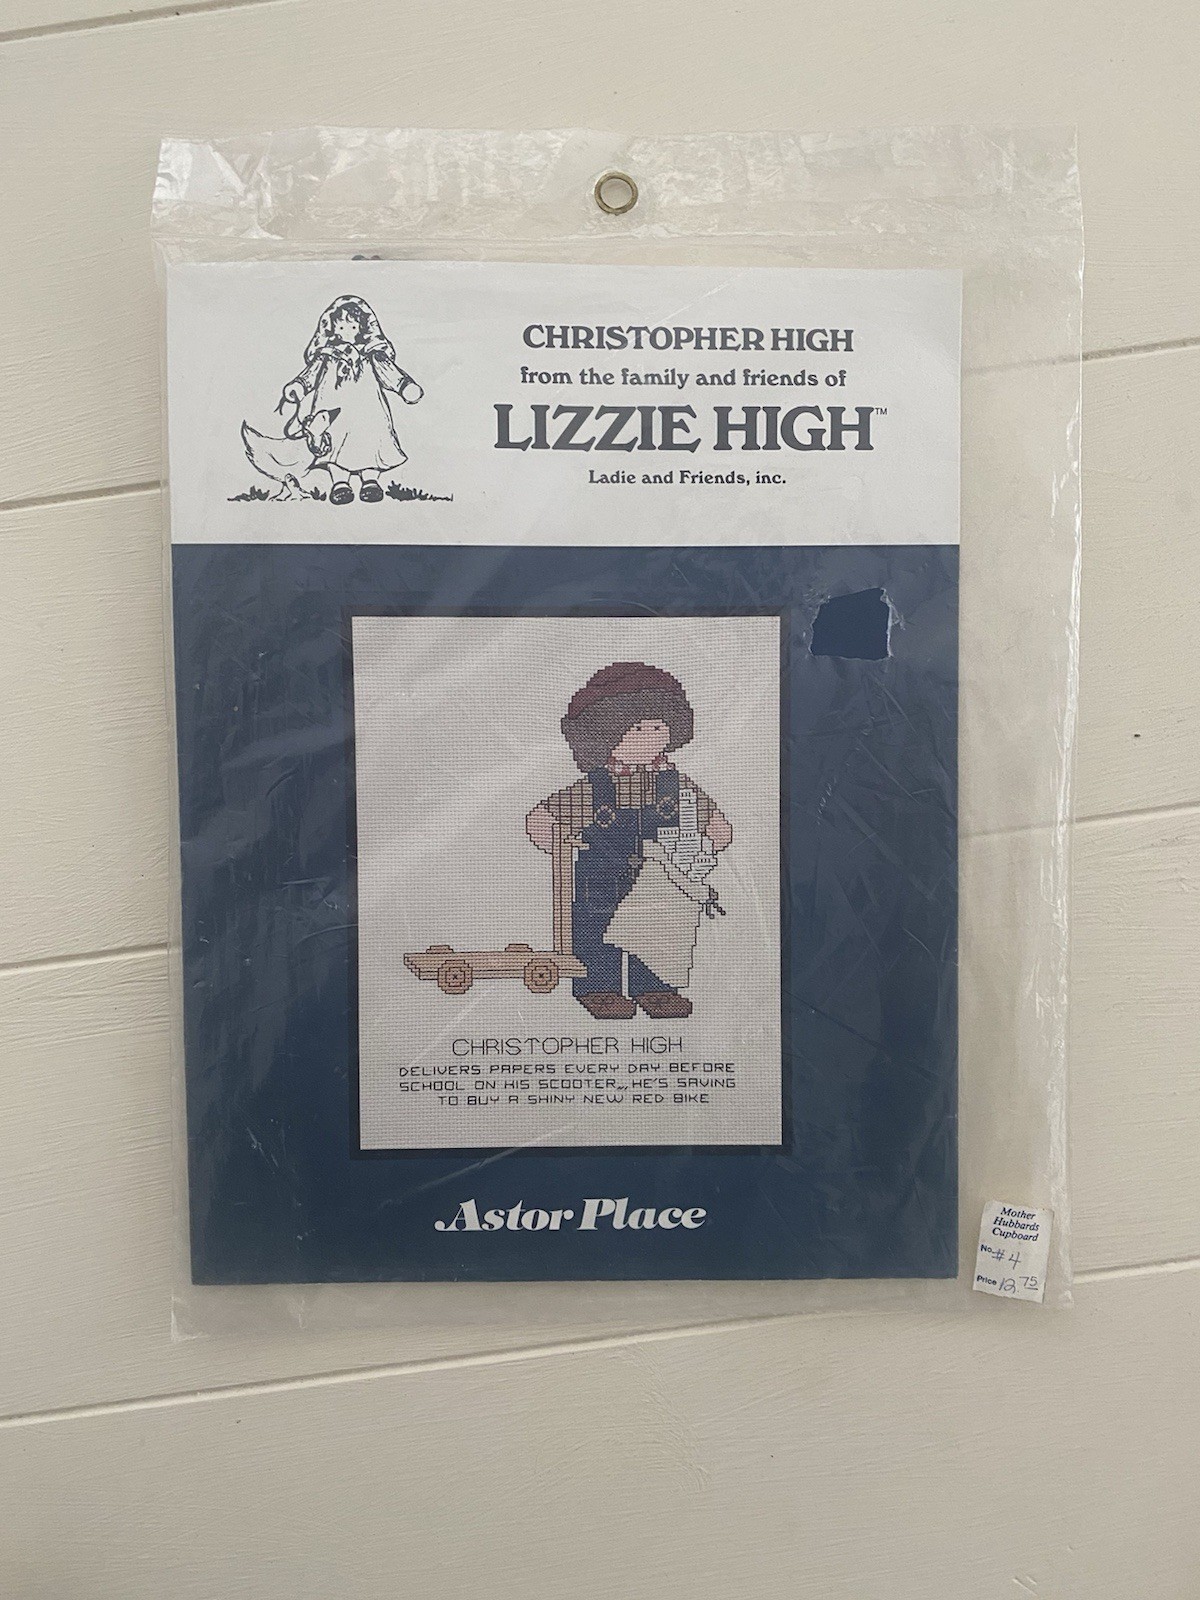 CHRISTOPHER HIGH
from the family and friends of
LIZZIE HIGH™
Ladie and Friends, inc.
CHRISTOPHER HIGH
DELIVERS PAPERS EVERY DAY BEFORE
SCHOOL ON HIS SCOOTER,,,HE'S SAVING
TO BUY A SHINY NEW RED BIKE
Astor Place
Mother
Hubbards
Cupboard
No. #4
Price 12.75